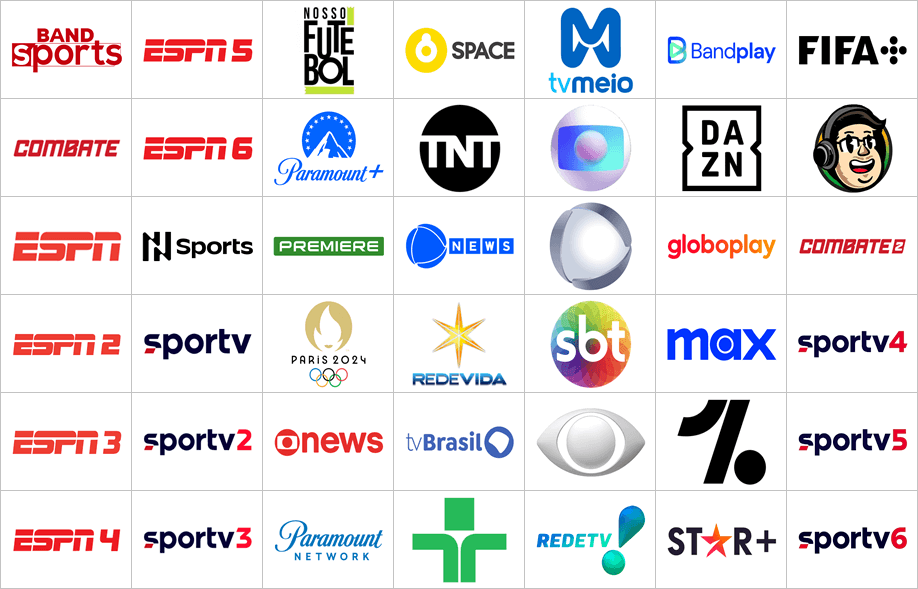 BAND
sports
ESPN 5
NOSSO
FUTE
BOL
SPACE
tvmeio
Bandplay
FIFA
COMBATE
ESPN 6
Paramount+
TNT
DA
ZN
ESPN
N Sports
PREMIERE
NEWS
globoplay
COMBATE 2
ESPN 2
sportv
PARIS 2024
REDEVIDA
sbt
max
sportv4
ESPN 3
sportv2
news
tvBrasil
1
sportv5
ESPN 4
sportv3
Paramount
NETWORK
REDETV!
STAR+
sportv6